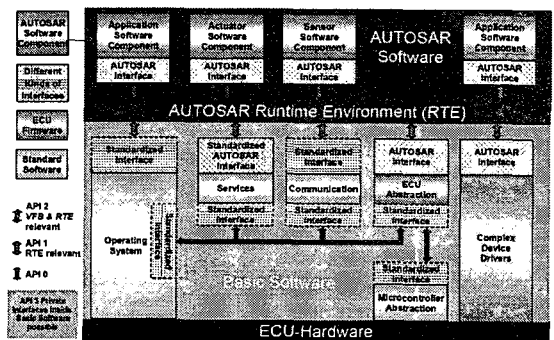 AUTOSAR
Software
Component
Different
Kinds of
Interfaces
ECU
Firmware
Standard
Software
API 2
VFB & RTE
relevant
API 1
RTE relevant
API 0
API 3 Private
Interfaces inside
Basic Software
possible
Application
Software
Component
AUTOSAR
Interface
Actuator
Software
Component
AUTOSAR
Interface
Sensor
Software
Component
AUTOSAR
Interface
AUTOSAR
Software
Application
Software
Component
AUTOSAR
Interface
AUTOSAR Runtime Environment (RTE)
Standardized
Interface
Operating
System
Standardized
Interface
Standardized
AUTOSAR
Interface
Services
Standardized
Interface
Standardized
Interface
Communication
Standardized
Interface
AUTOSAR
Interface
ECU
Abstraction
Standardized
Interface
Standardized
Interface
Microcontroller
Abstraction
AUTOSAR
Interface
Complex
Device
Drivers
Basic Software
ECU-Hardware